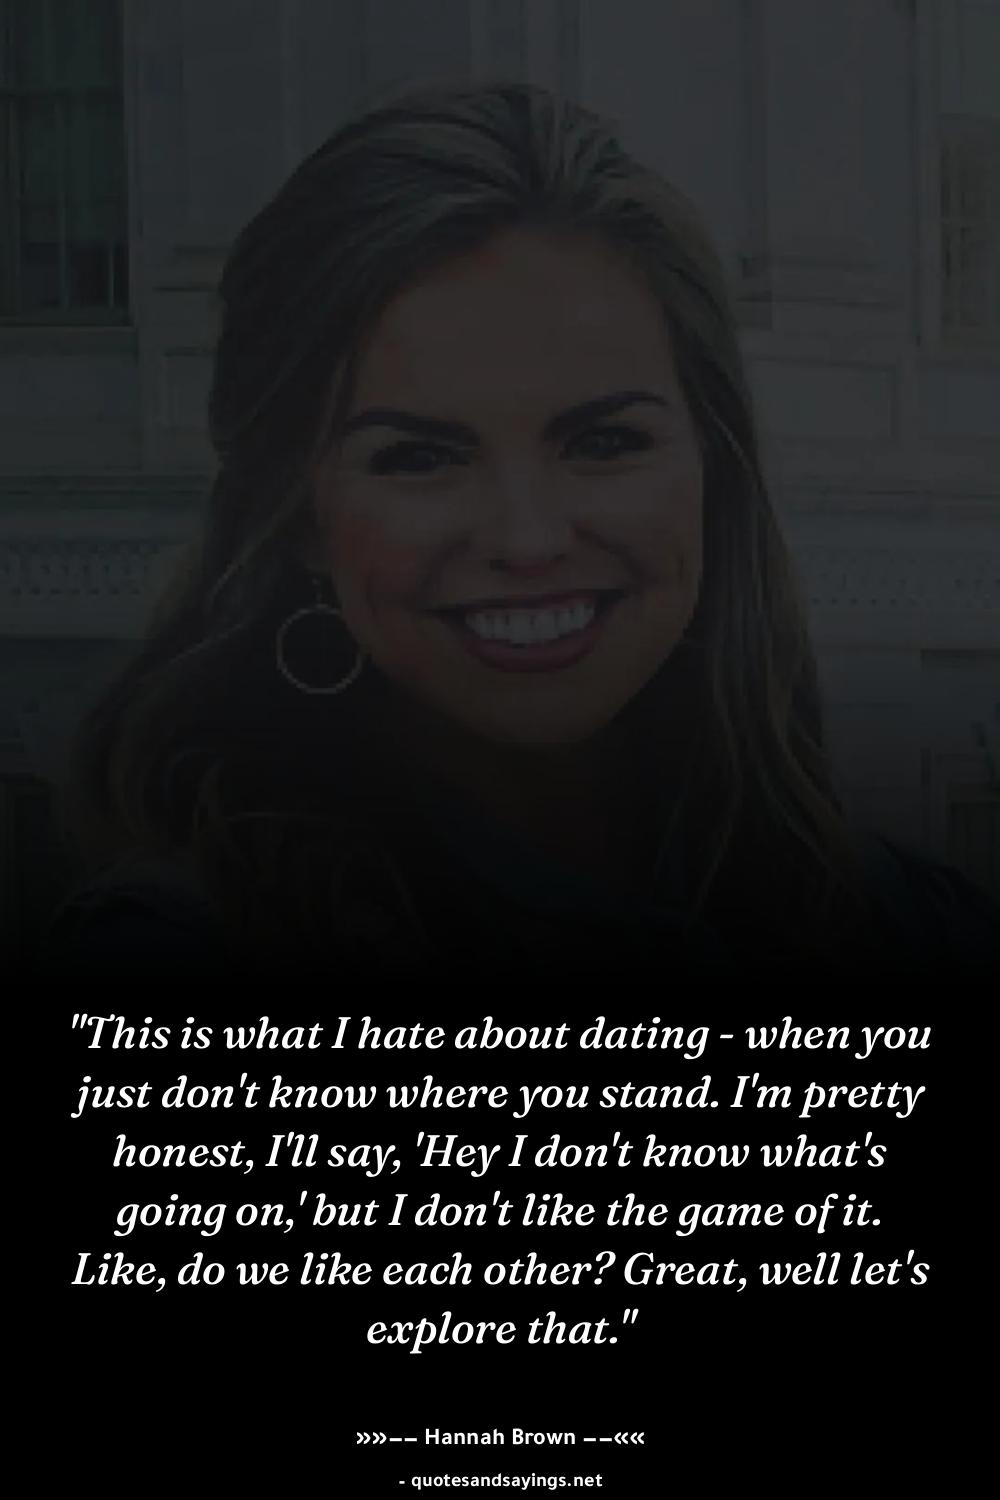 "This is what I hate about dating - when you
just don't know where you stand. I'm pretty
honest, I'll say, 'Hey I don't know what's
going on,' but I don't like the game of it.
Like, do we like each other? Great, well let's
explore that."
»»−− Hannah Brown −−««
- quotesandsayings.net